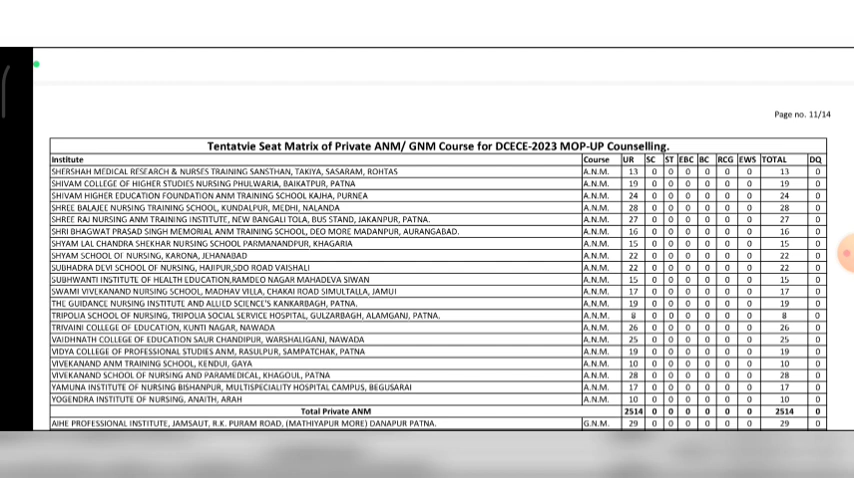 Page no. 11/14
Tentatvie Seat Matrix of Private ANM/ GNM Course for DCECE-2023 MOP-UP Counselling.
Institute Course UR SC ST EBC BC RCG EWS TOTAL DQ
SHERSHAH MEDICAL RESEARCH & NURSES TRAINING SANSTHAN, TAKIYA, SASARAM, ROHTAS A.N.M. 13 0 0 0 0 0 0 13 0
SHIVAM COLLEGE OF HIGHER STUDIES NURSING PHULWARIA, BAIKATPUR, PATNA A.N.M. 19 0 0 0 0 0 0 19 0
SHIVAM HIGHER EDUCATION FOUNDATION ANM TRAINING SCHOOL KAJHA, PURNEA A.N.M. 24 0 0 0 0 0 0 24 0
SHREE BALAJEE NURSING TRAINING SCHOOL, KUNDALPUR, MEDHI, NALANDA A.N.M. 28 0 0 0 0 0 0 28 0
SHREE RAJ NURSING ANM TRAINING INSTITUTE, NEW BANGALI TOLA, BUS STAND, JAKANPUR, PATNA. A.N.M. 27 0 0 0 0 0 0 27 0
SHRI BHAGWAT PRASAD SINGH MEMORIAL ANM TRAINING SCHOOL, DEO MORE MADANPUR, AURANGABAD. A.N.M. 16 0 0 0 0 0 0 16 0
SHYAM LAL CHANDRA SHEKHAR NURSING SCHOOL PARMANANDPUR, KHAGARIA A.N.M. 15 0 0 0 0 0 0 15 0
SHYAM SCHOOL OF NURSING, KARONA, JEHANABAD A.N.M. 22 0 0 0 0 0 0 22 0
SUBHADRA DEVI SCHOOL OF NURSING, HAJIPUR,SDO ROAD VAISHALI A.N.M. 22 0 0 0 0 0 0 22 0
SUBHWANTI INSTITUTE OF HEALTH EDUCATION,RAMDEO NAGAR MAHADEVA SIWAN A.N.M. 15 0 0 0 0 0 0 15 0
SWAMI VIVEKANAND NURSING SCHOOL, MADHAV VILLA, CHAKAI ROAD SIMULTALLA, JAMUI A.N.M. 17 0 0 0 0 0 0 17 0
THE GUIDANCE NURSING INSTITUTE AND ALLIED SCIENCE'S KANKARBAGH, PATNA. A.N.M. 19 0 0 0 0 0 0 19 0
TRIPOLIA SCHOOL OF NURSING, TRIPOLIA SOCIAL SERVICE HOSPITAL, GULZARBAGH, ALAMGANJ, PATNA. A.N.M. 8 0 0 0 0 0 0 8 0
TRIVAINI COLLEGE OF EDUCATION, KUNTI NAGAR, NAWADA A.N.M. 26 0 0 0 0 0 0 26 0
VAIDHNATH COLLEGE OF EDUCATION SAUR CHANDIPUR, WARSHALIGANJ, NAWADA A.N.M. 25 0 0 0 0 0 0 25 0
VIDYA COLLEGE OF PROFESSIONAL STUDIES ANM, RASULPUR, SAMPATCHAK, PATNA A.N.M. 19 0 0 0 0 0 0 19 0
VIVEKANAND ANM TRAINING SCHOOL, KENDUI, GAYA A.N.M. 10 0 0 0 0 0 0 10 0
VIVEKANAND SCHOOL OF NURSING AND PARAMEDICAL, KHAGOUL, PATNA A.N.M. 28 0 0 0 0 0 0 28 0
YAMUNA INSTITUTE OF NURSING BISHANPUR, MULTISPECIALITY HOSPITAL CAMPUS, BEGUSARAI A.N.M. 17 0 0 0 0 0 0 17 0
YOGENDRA INSTITUTE OF NURSING, ANAITH, ARAH A.N.M. 10 0 0 0 0 0 0 10 0
Total Private ANM 2514 0 0 0 0 0 0 2514 0
AIHE PROFESSIONAL INSTITUTE, JAMSAUT, R.K. PURAM ROAD, (MATHIYAPUR MORE) DANAPUR PATNA. G.N.M. 29 0 0 0 0 0 0 29 0